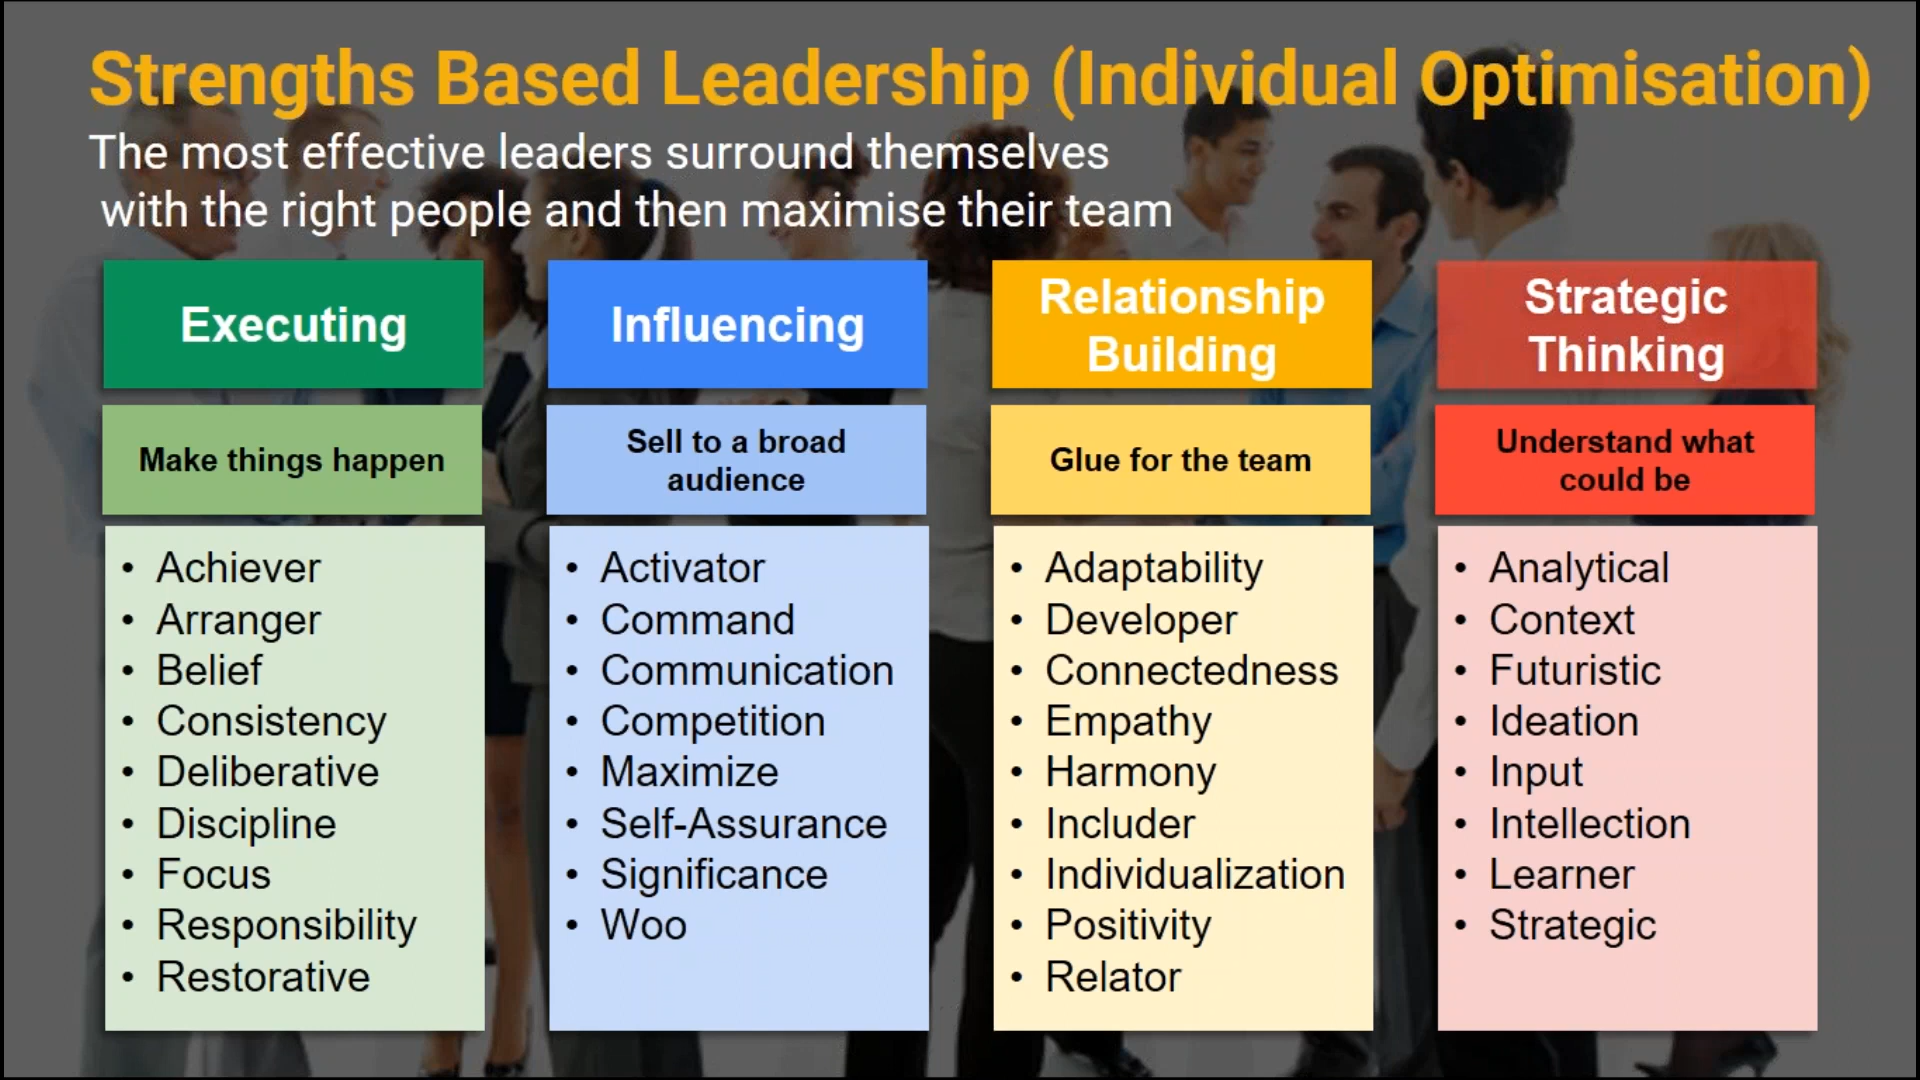 Strengths Based Leadership (Individual Optimisation)
The most effective leaders surround themselves
with the right people and then maximise their team
Executing
Make things happen
• Achiever
• Arranger
• Belief
• Consistency
• Deliberative
• Discipline
• Focus
• Responsibility
• Restorative
Influencing
Sell to a broad
audience
• Activator
• Command
• Communication
• Competition
• Maximize
• Self-Assurance
• Significance
• Woo
Relationship
Building
Glue for the team
• Adaptability
• Developer
• Connectedness
• Empathy
• Harmony
• Includer
• Individualization
• Positivity
• Relator
Strategic
Thinking
Understand what
could be
• Analytical
• Context
• Futuristic
• Ideation
• Input
• Intellection
• Learner
• Strategic